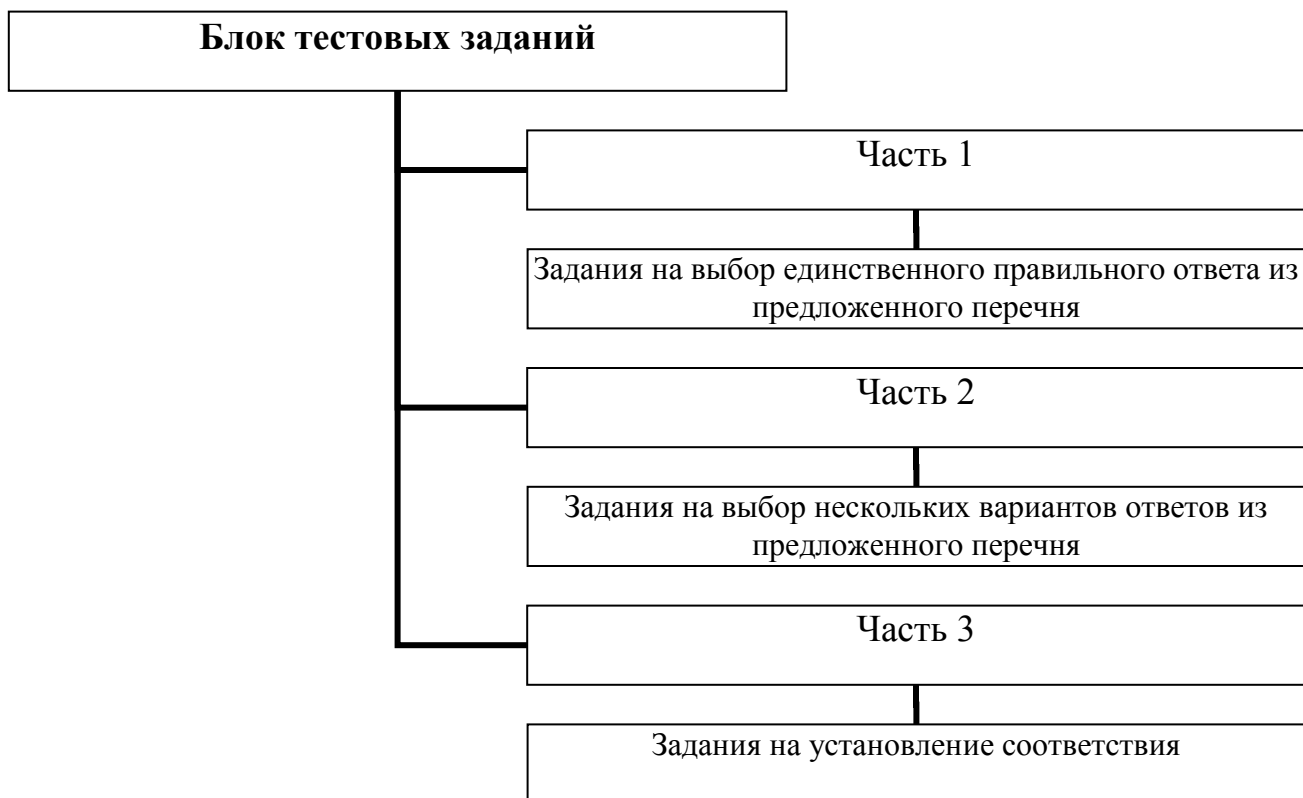 Блок тестовых заданий
Часть 1
Задания на выбор единственного правильного ответа из
предложенного перечня
Часть 2
Задания на выбор нескольких вариантов ответов из
предложенного перечня
Часть 3
Задания на установление соответствия